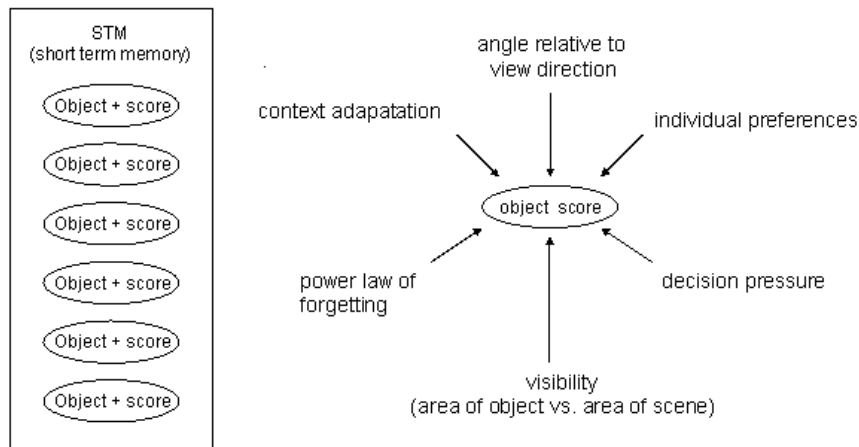 STM
(short term memory)
Object + score
Object + score
Object + score
Object + score
Object + score
Object + score
angle relative to
view direction
context adapatation
individual preferences
object score
power law of
forgetting
decision pressure
visibility
(area of object vs. area of scene)